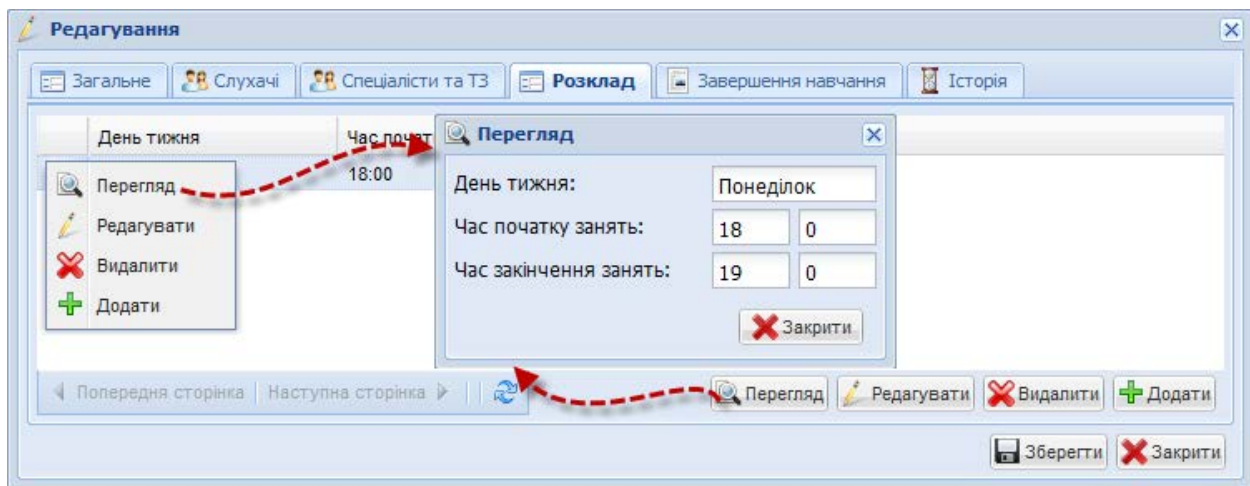 Редагування
Загальне Слухачі Спеціалісти та ТЗ Розклад Завершення навчання Історія
День тижня Час почат
Перегляд
18:00
Перегляд
Редагувати
Видалити
Додати
День тижня: Понеділок
Час початку занять: 18 0
Час закінчення занять: 19 0
Закрити
Попередня сторінка Наступна сторінка Перегляд Редагувати Видалити Додати
Зберегти Закрити